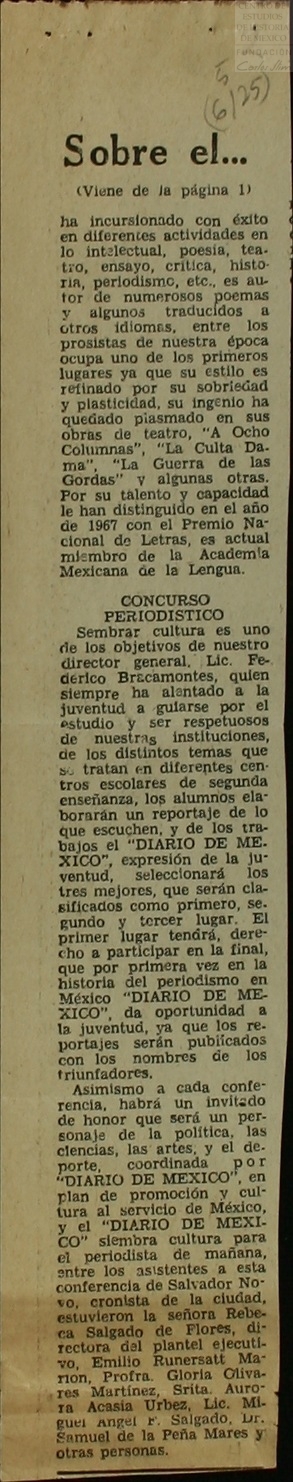 ESTUDIOS
DE HISTORIA
DE MEXICO
FUNDACIÓN
Carlos Slim
5
(6/25)
Sobre el...
(Viene de la página 1)
ha incursionado con éxito
en diferentes actividades en
lo intelectual, poesía, tea-
tro, ensayo, crítica, histo-
ria, periodismo, etc., es au-
tor de numerosos poemas
y algunos traducidos a
otros idiomas, entre los
prosistas de nuestra época
ocupa uno de los primeros
lugares ya que su estilo es
refinado por su sobriedad
y plasticidad, su ingenio ha
quedado plasmado en sus
obras de teatro, "A Ocho
Columnas", "La Culta Da-
ma", "La Guerra de las
Gordas" y algunas otras.
Por su talento y capacidad
le han distinguido en el año
de 1967 con el Premio Na-
cional de Letras, es actual
miembro de la Academia
Mexicana de la Lengua.
CONCURSO
PERIODISTICO
Sembrar cultura es uno
de los objetivos de nuestro
director general, Lic. Fe-
derico Bracamontes, quien
siempre ha alentado a la
juventud a guiarse por el
estudio y ser respetuosos
de nuestras instituciones,
de los distintos temas que
se tratan en diferentes cen-
tros escolares de segunda
enseñanza, los alumnos ela-
borarán un reportaje de lo
que escuchen, y de los tra-
bajos el "DIARIO DE ME-
XICO", expresión de la ju-
ventud, seleccionará los
tres mejores, que serán cla-
sificados como primero, se-
gundo y tercer lugar. El
primer lugar tendrá, dere-
cho a participar en la final,
que por primera vez en la
historia del periodismo en
México "DIARIO DE ME-
XICO", da oportunidad a
la juventud, ya que los re-
portajes serán publicados
con los nombres de los
triunfadores.
Asimismo a cada confe-
rencia, habrá un invitado
de honor que será un per-
sonaje de la política, las
ciencias, las artes, y el de-
porte, coordinada por
"DIARIO DE MEXICO", en
plan de promoción y cul-
tura al servicio de México,
y el "DIARIO DE MEXI-
CO" siembra cultura para
el periodista de mañana,
entre los asistentes a esta
conferencia de Salvador No-
vo, cronista de la ciudad,
estuvieron la señora Rebe-
ca Salgado de Flores, di-
rectora del plantel ejecuti-
vo, Emilio Runersatt Ma-
rion, Profra. Gloria Oliva-
res Martínez, Srita. Auro-
ra Acasia Urbez, Lic. Mi-
guel Angel F. Salgado, Dr.
Samuel de la Peña Mares y
otras personas.